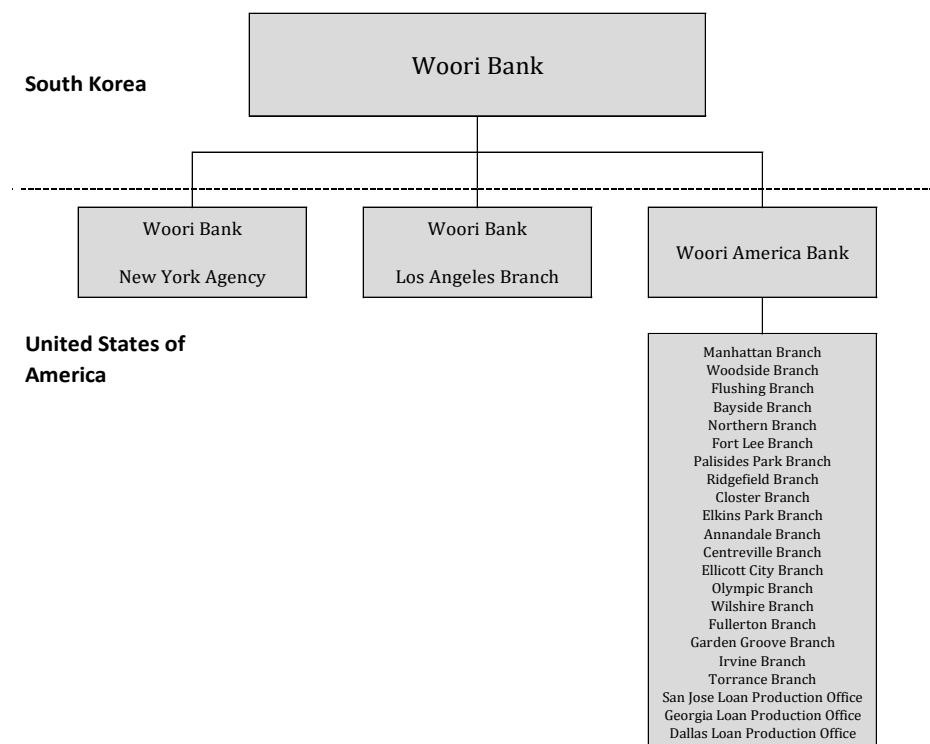 South Korea
Woori Bank
Woori Bank
New York Agency
Woori Bank
Los Angeles Branch
Woori America Bank
United States of
America
Manhattan Branch
Woodside Branch
Flushing Branch
Bayside Branch
Northern Branch
Fort Lee Branch
Palisides Park Branch
Ridgefield Branch
Closter Branch
Elkins Park Branch
Annandale Branch
Centreville Branch
Ellicott City Branch
Olympic Branch
Wilshire Branch
Fullerton Branch
Garden Groove Branch
Irvine Branch
Torrance Branch
San Jose Loan Production Office
Georgia Loan Production Office
Dallas Loan Production Office